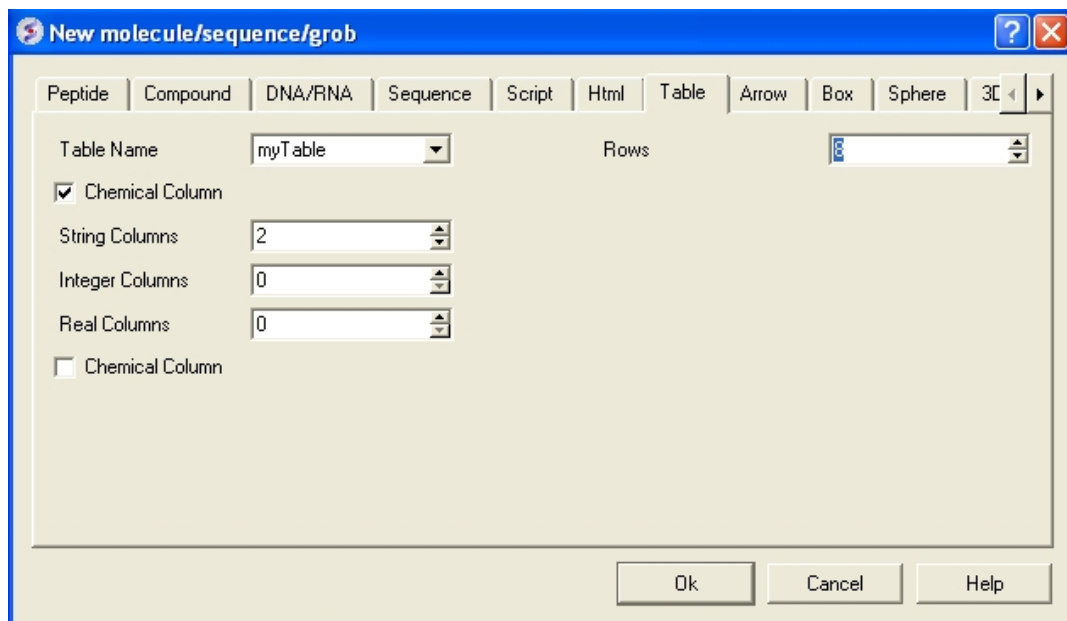 New molecule/sequence/grob
Peptide Compound DNA/RNA Sequence Script Html Table Arrow Box Sphere 3D
Table Name myTable Rows 8
Chemical Column
String Columns 2
Integer Columns 0
Real Columns 0
Chemical Column
Ok Cancel Help